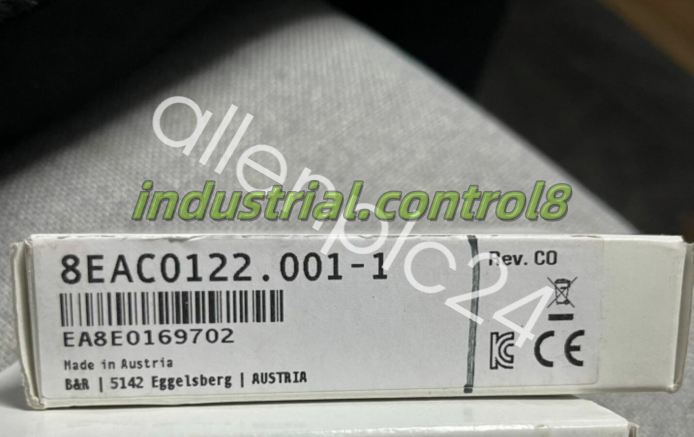 allenplc24
industrial.control8
8EAC0122.001-1
Rev. C0
EA8E0169702
Made in Austria
B&R | 5142 Eggelsberg | AUSTRIA
CE